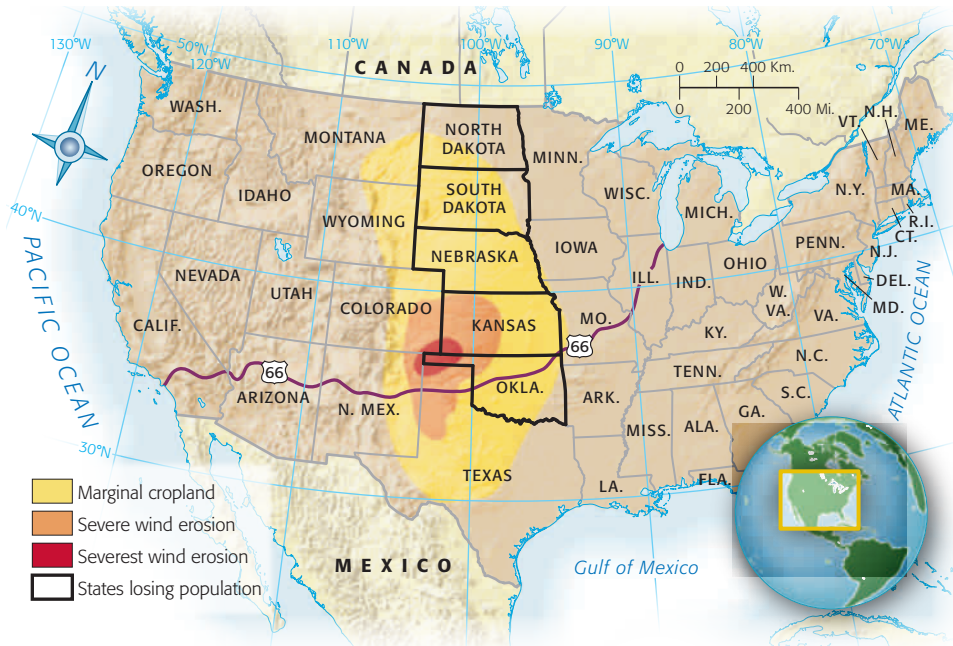 130°W
50°N
120°W
110°W
100°W
90°W
80°W
70°W
CANADA
0 200 400 Km.
0 200 400 Mi.
N
WASH.
MONTANA
NORTH
DAKOTA
MINN.
VT.
N.H.
ME.
OREGON
IDAHO
SOUTH
DAKOTA
WISC.
MICH.
N.Y.
MA.
R.I.
CT.
40°N
WYOMING
NEBRASKA
IOWA
PENN.
N.J.
NEVADA
UTAH
COLORADO
ILL.
IND.
OHIO
DEL.
MD.
W.
VA.
VA.
CALIF.
KANSAS
MO.
KY.
66
66
ARIZONA
N. MEX.
OKLA.
ARK.
TENN.
N.C.
S.C.
MISS.
ALA.
GA.
TEXAS
LA.
FLA.
30°N
PACIFIC OCEAN
ATLANTIC OCEAN
Gulf of Mexico
MEXICO
Marginal cropland
Severe wind erosion
Severest wind erosion
States losing population